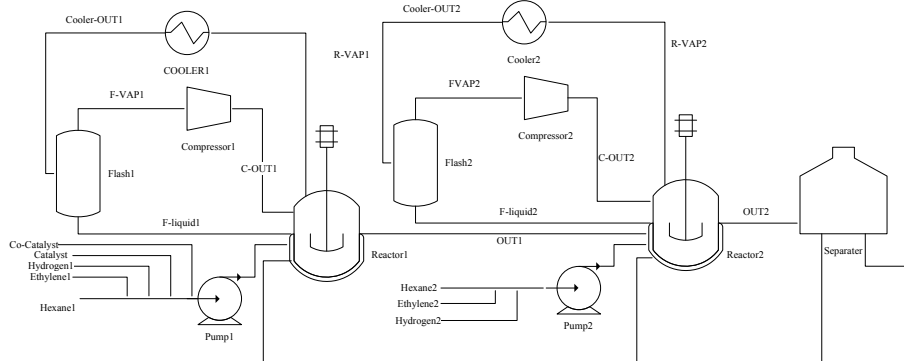 Cooler-OUT1
COOLER1
F-VAP1
Compressor1
Flash1
C-OUT1
F-liquid1
Co-Catalyst
Catalyst
Hydrogen1
Ethylene1
Hexane1
Pump1
Reactor1
OUT1
Cooler-OUT2
R-VAP1
Cooler2
R-VAP2
FVAP2
Compressor2
Flash2
C-OUT2
F-liquid2
Hexane2
Ethylene2
Hydrogen2
Pump2
Reactor2
OUT2
Separater